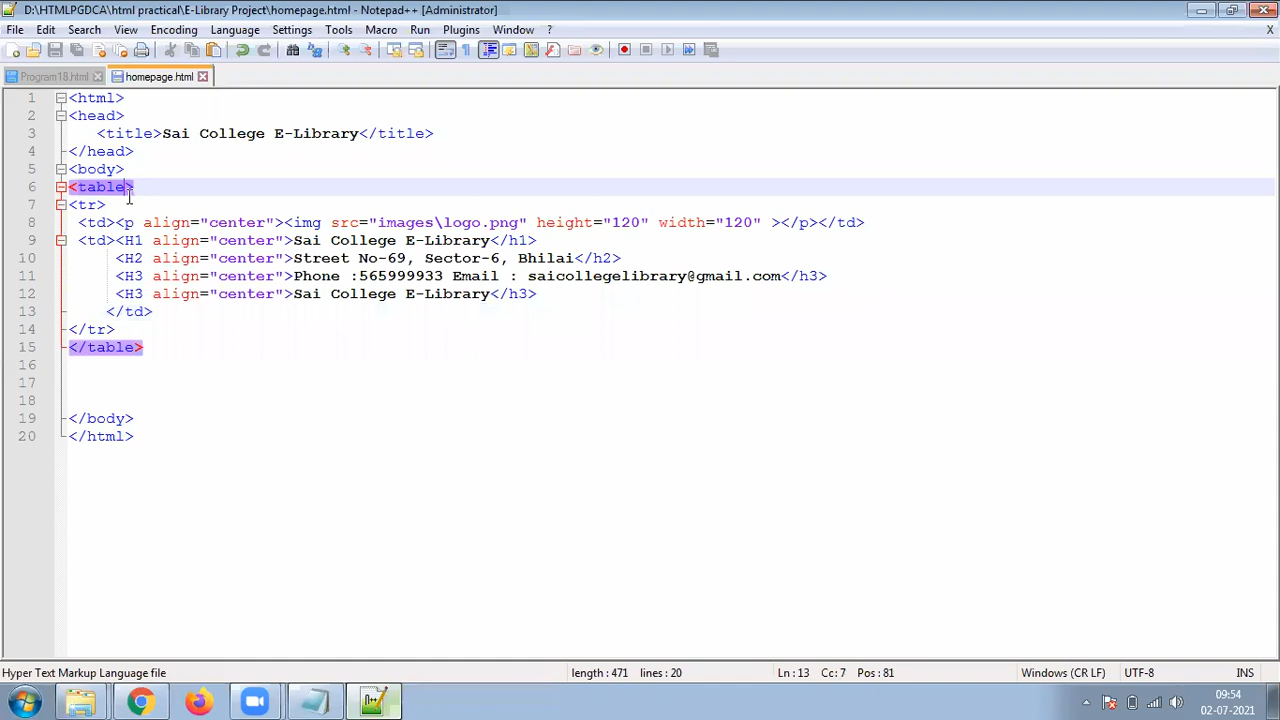 D:\HTMLPGDCA\html practical\E-Library Project\homepage.html - Notepad++ [Administrator]
File Edit Search View Encoding Language Settings Tools Macro Run Plugins Window ?
Program18.html homepage.html
1 <html>
2 <head>
3 <title>Sai College E-Library</title>
4 </head>
5 <body>
6 <table>
7 <tr>
8 <td><p align="center"><img src="images\logo.png" height="120" width="120" ></p></td>
9 <td><H1 align="center">Sai College E-Library</h1>
10 <H2 align="center">Street No-69, Sector-6, Bhilai</h2>
11 <H3 align="center">Phone :565999933 Email : saicollegelibrary@gmail.com</h3>
12 <H3 align="center">Sai College E-Library</h3>
13 </td>
14 </tr>
15 </table>
16
17
18
19 </body>
20 </html>
Hyper Text Markup Language file length : 471 lines : 20 Ln : 13 Cc : 7 Pos : 81 Windows (CR LF) UTF-8 INS
09:54
02-07-2021